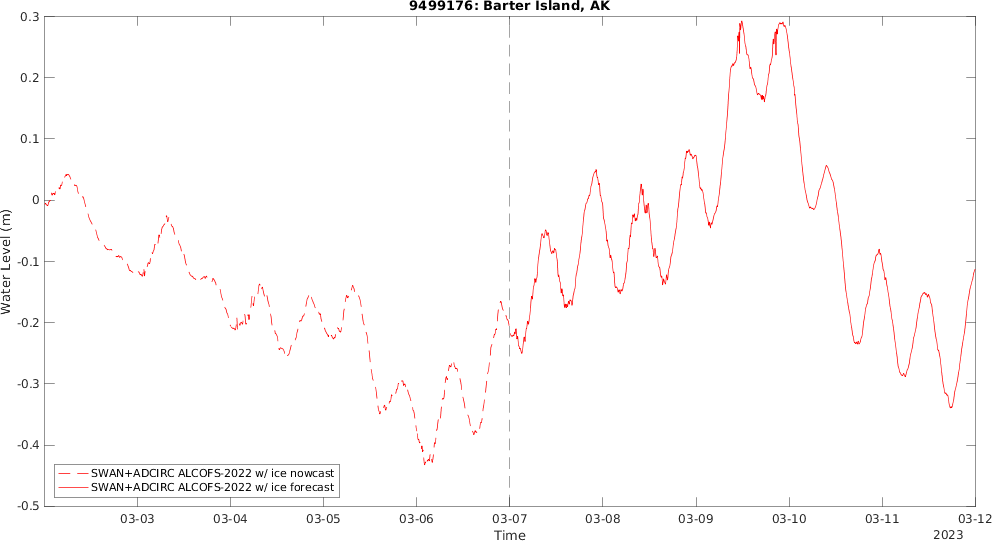 9499176: Barter Island, AK
0.3
0.2
0.1
0
-0.1
-0.2
-0.3
-0.4
-0.5
Water Level (m)
SWAN+ADCIRC ALCOFS-2022 w/ ice nowcast
SWAN+ADCIRC ALCOFS-2022 w/ ice forecast
03-03 03-04 03-05 03-06 03-07 03-08 03-09 03-10 03-11 03-12
Time
2023